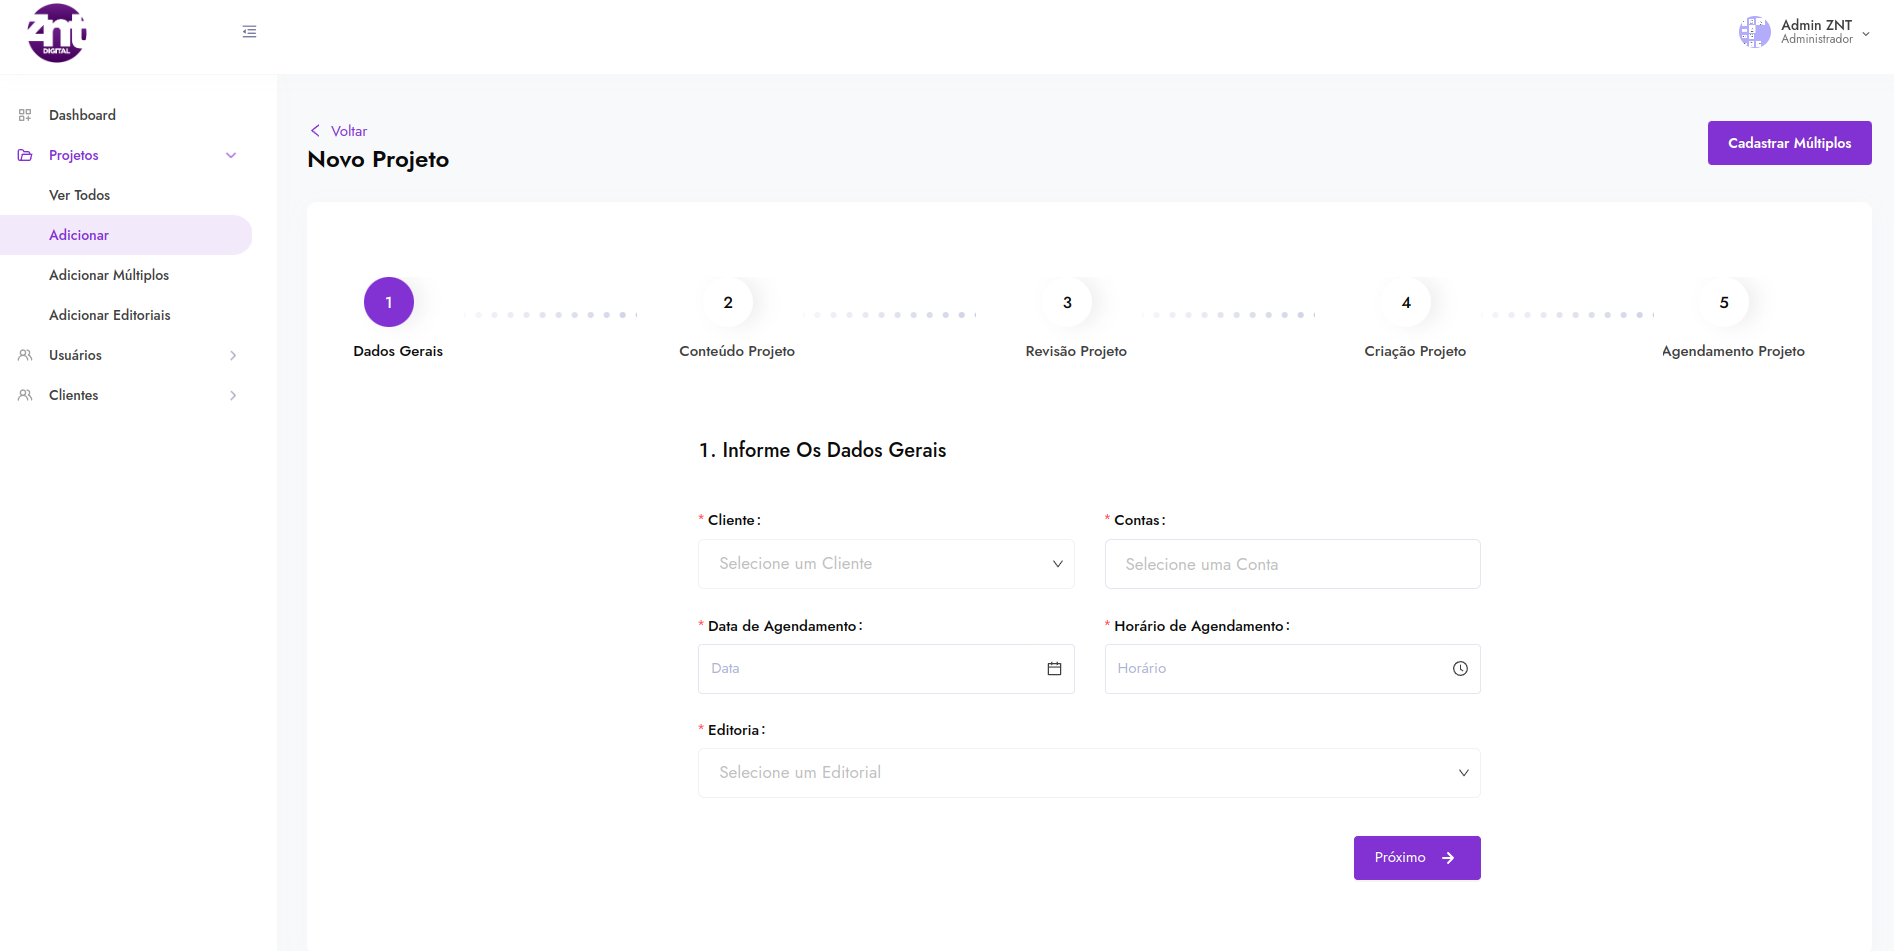 znt
DIGITAL
Admin ZNT
Administrador
Dashboard
Projetos
Ver Todos
Adicionar
Adicionar Múltiplos
Adicionar Editoriais
Usuários
Clientes
Voltar
Novo Projeto
Cadastrar Múltiplos
1 2 3 4 5
Dados Gerais Conteúdo Projeto Revisão Projeto Criação Projeto Agendamento Projeto
1. Informe Os Dados Gerais
* Cliente: * Contas:
Selecione um Cliente Selecione uma Conta
* Data de Agendamento: * Horário de Agendamento:
Data Horário
* Editoria:
Selecione um Editorial
Próximo